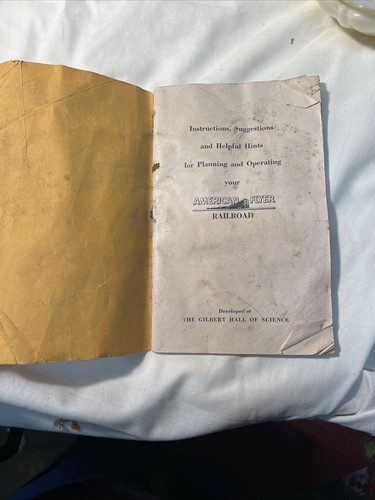 Instructions, Suggestions
and Helpful Hints
for Planning and Operating
your
AMERICAN FLYER
RAILROAD
Developed at
THE GILBERT HALL OF SCIENCE